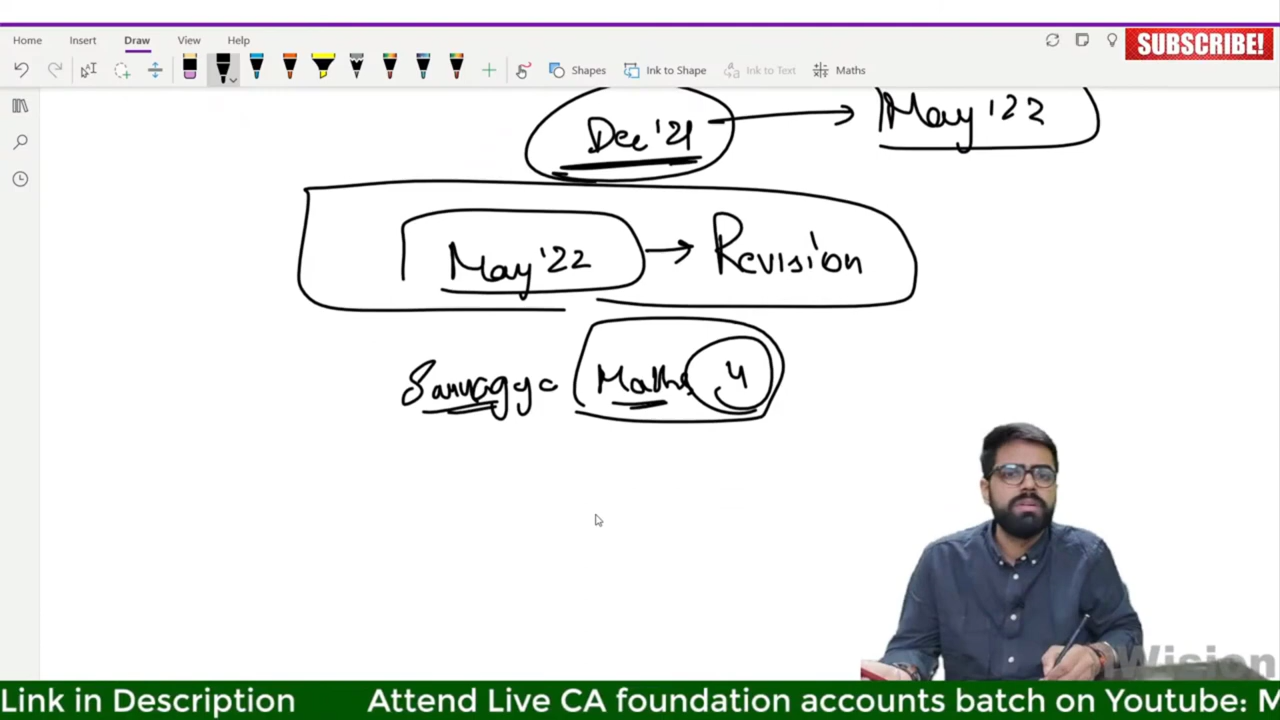 Home Insert Draw View Help
SUBSCRIBE!
Shapes Ink to Shape Ink to Text Maths
Dec '21 May '22
May '22 Revision
Maths 4
Wision
Link in Description Attend Live CA foundation accounts batch on Youtube: M